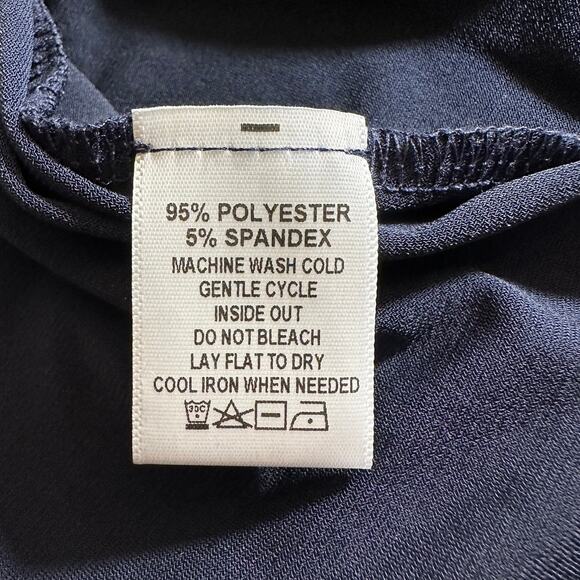 95% POLYESTER
5% SPANDEX
MACHINE WASH COLD
GENTLE CYCLE
INSIDE OUT
DO NOT BLEACH
LAY FLAT TO DRY
COOL IRON WHEN NEEDED
30C